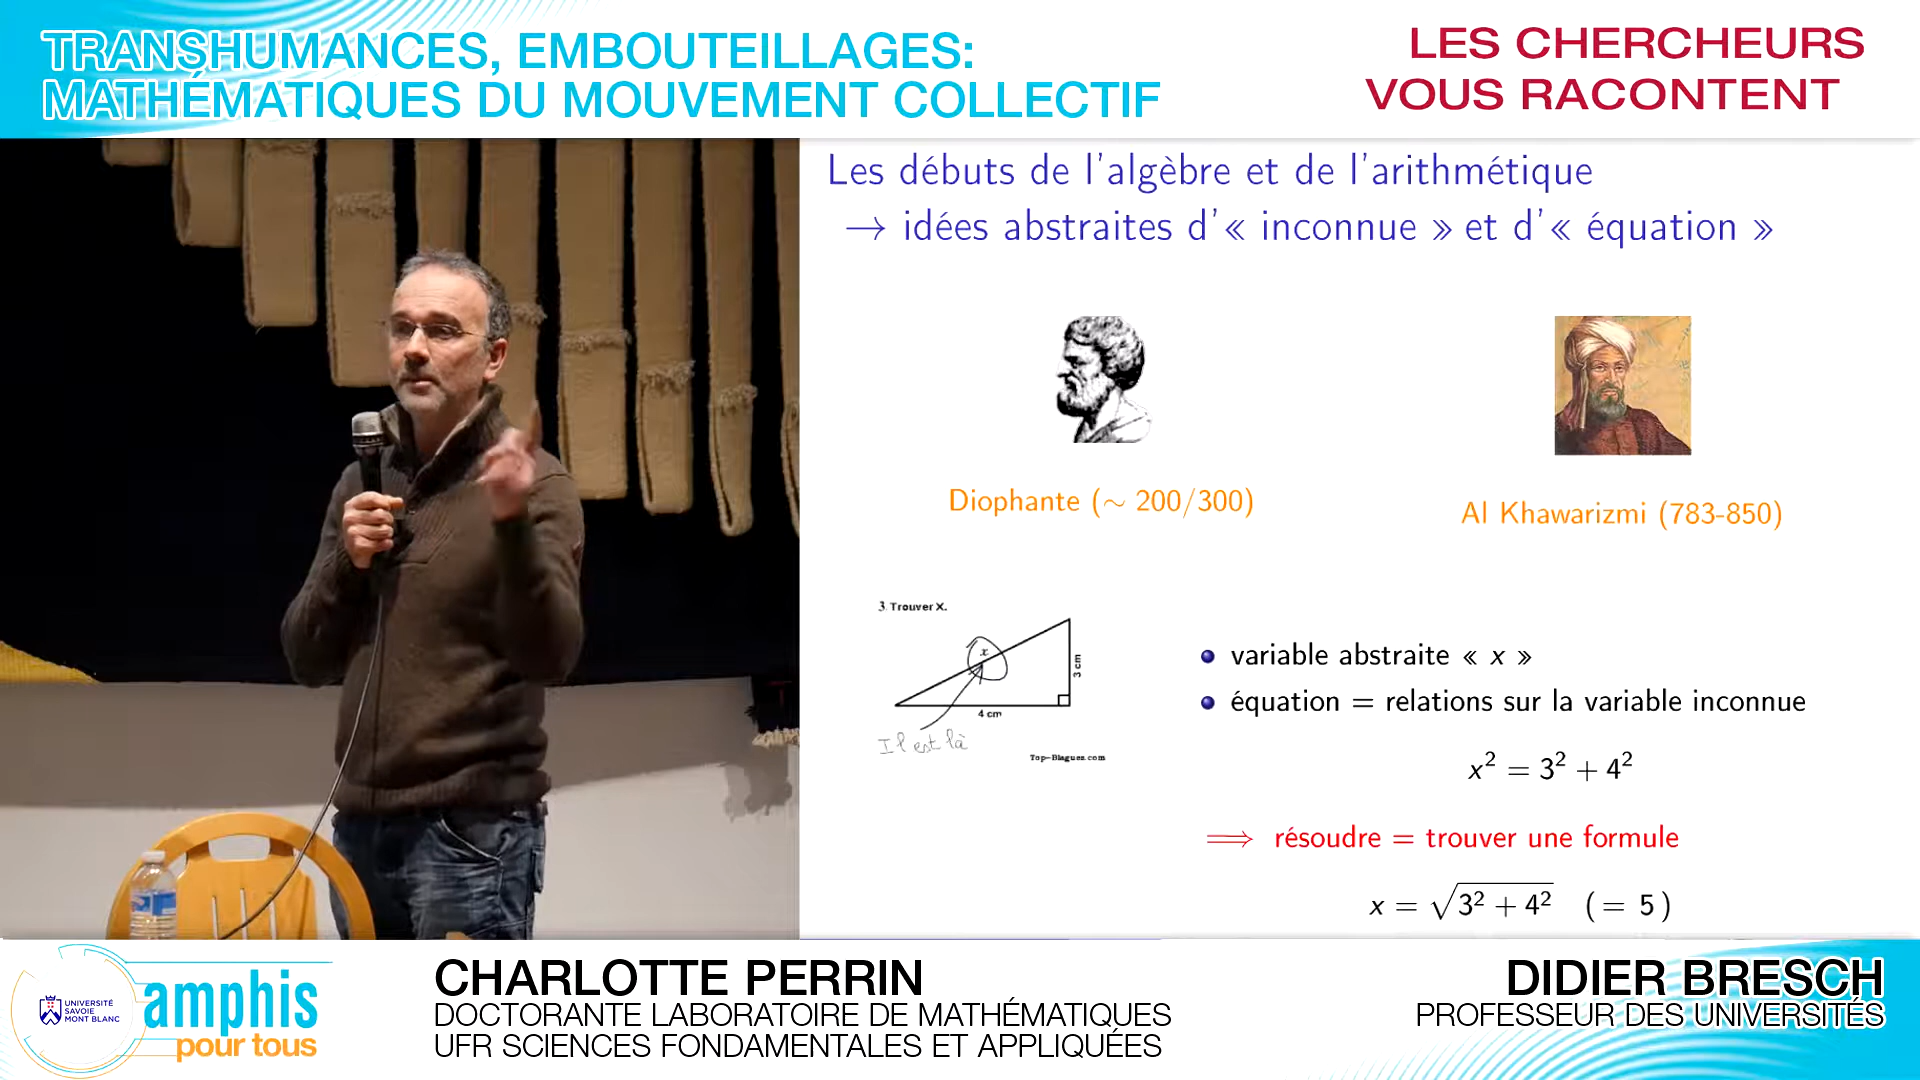 TRANSHUMANCES, EMBOUTEILLAGES:
MATHÉMATIQUES DU MOUVEMENT COLLECTIF
LES CHERCHEURS
VOUS RACONTENT
Les débuts de l'algèbre et de l'arithmétique
→ idées abstraites d'« inconnue » et d'« équation »
Diophante (∼ 200/300)
Al Khawarizmi (783-850)
3. Trouver X.
x
3 cm
4 cm
Il est là
Top-Blagues.com
• variable abstraite « x »
• équation = relations sur la variable inconnue
x² = 3² + 4²
⟹ résoudre = trouver une formule
x = √(3² + 4²) ( = 5 )
UNIVERSITÉ
SAVOIE
MONT BLANC
amphis
pour tous
CHARLOTTE PERRIN
DOCTORANTE LABORATOIRE DE MATHÉMATIQUES
UFR SCIENCES FONDAMENTALES ET APPLIQUÉES
DIDIER BRESCH
PROFESSEUR DES UNIVERSITÉS